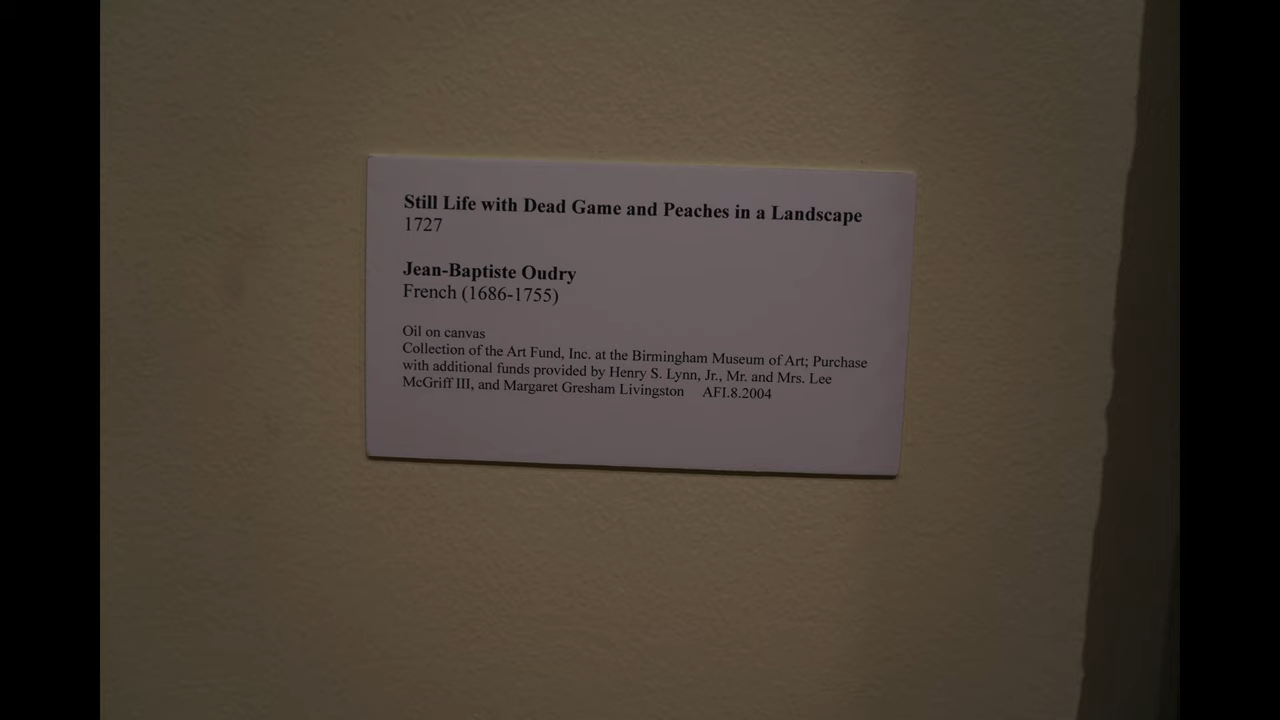 Still Life with Dead Game and Peaches in a Landscape
1727
Jean-Baptiste Oudry
French (1686-1755)
Oil on canvas
Collection of the Art Fund, Inc. at the Birmingham Museum of Art; Purchase
with additional funds provided by Henry S. Lynn, Jr., Mr. and Mrs. Lee
McGriff III, and Margaret Gresham Livingston AFI.8.2004